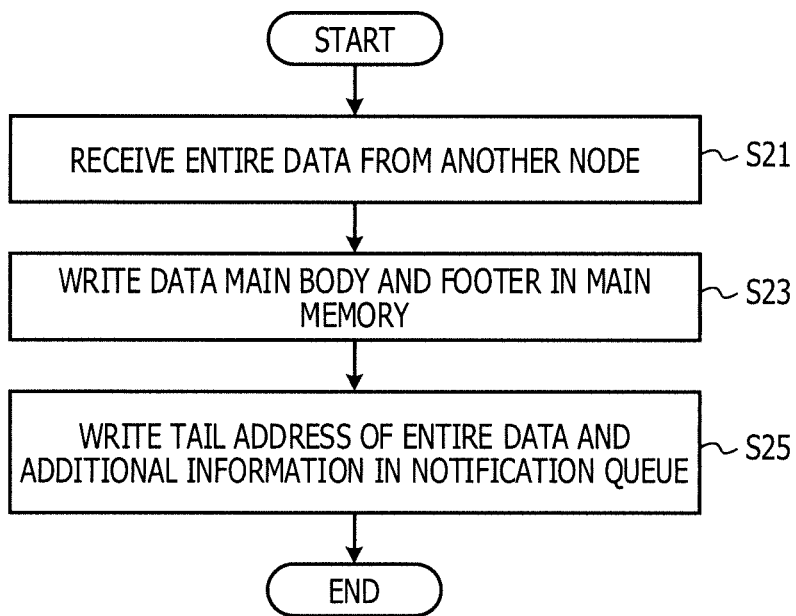 START
RECEIVE ENTIRE DATA FROM ANOTHER NODE
S21
WRITE DATA MAIN BODY AND FOOTER IN MAIN
MEMORY
S23
WRITE TAIL ADDRESS OF ENTIRE DATA AND
ADDITIONAL INFORMATION IN NOTIFICATION QUEUE
S25
END